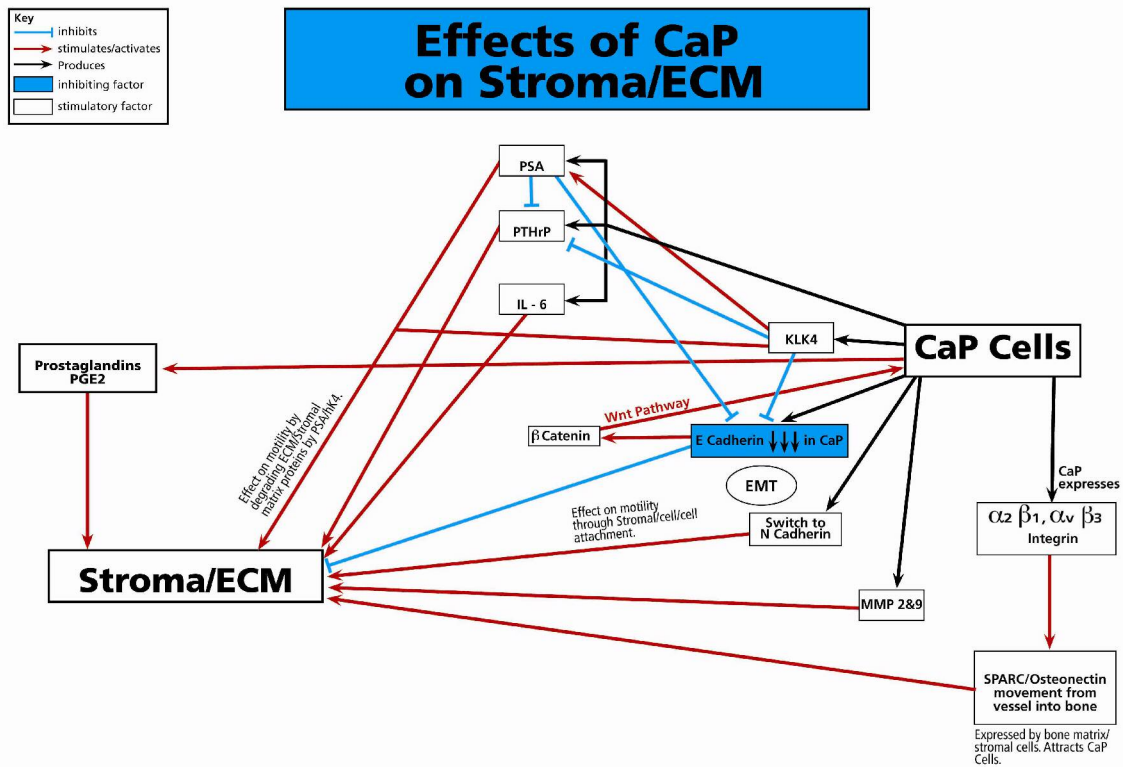 Key
inhibits
stimulates/activates
Produces
inhibiting factor
stimulatory factor
Effects of CaP
on Stroma/ECM
PSA
PTHrP
IL - 6
KLK4
CaP Cells
Prostaglandins
PGE2
Wnt Pathway
β Catenin
E Cadherin ↓↓↓ in CaP
EMT
Effect on motility by
degrading ECM/Stromal
matrix proteins by PSA/hK4.
Effect on motility
through Stromal/cell/cell
attachment.
Switch to
N Cadherin
CaP
expresses
α2 β1, αv β3
Integrin
Stroma/ECM
MMP 2&9
SPARC/Osteonectin
movement from
vessel into bone
Expressed by bone matrix/
stromal cells. Attracts CaP
Cells.